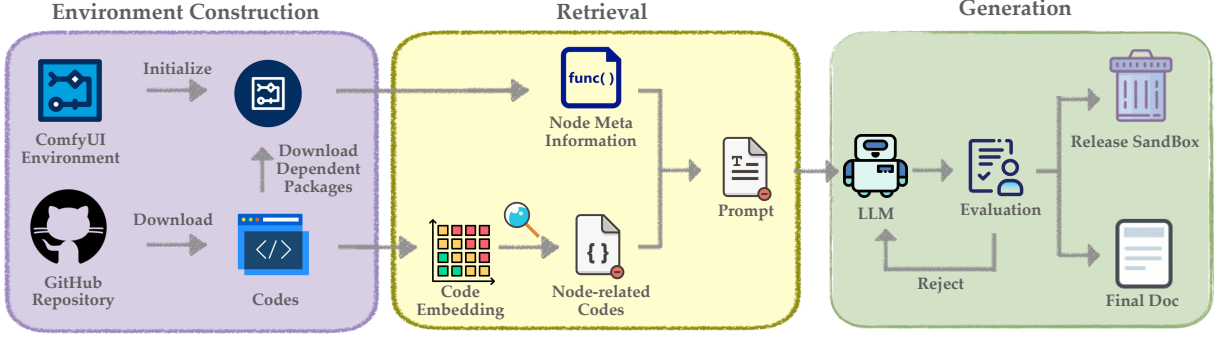 Environment Construction
Retrieval
Generation
Initialize
ComfyUI
Environment
Download
Dependent
Packages
GitHub
Repository
Download
</>
Codes
func( )
Node Meta
Information
Code
Embedding
{ }
Node-related
Codes
T
Prompt
LLM
Evaluation
Reject
Release SandBox
Final Doc